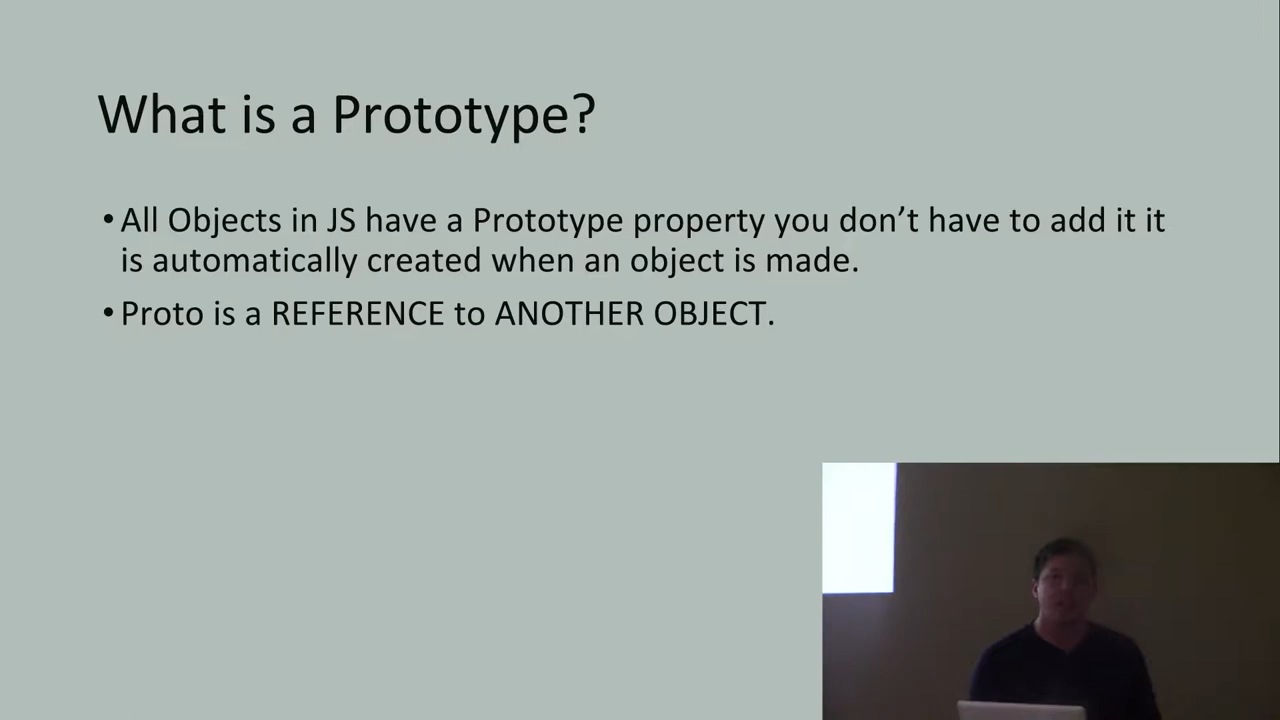 What is a Prototype?
•All Objects in JS have a Prototype property you don’t have to add it it
is automatically created when an object is made.
•Proto is a REFERENCE to ANOTHER OBJECT.